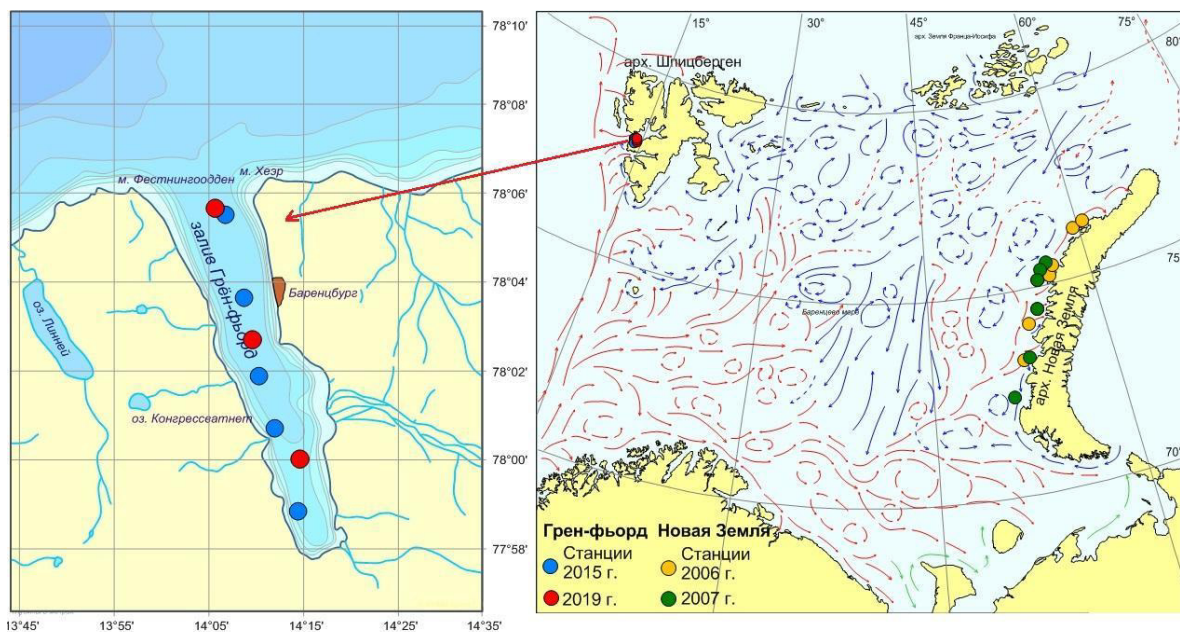 78°10'
78°08'
м. Фестнингоодден
м. Хеэр
78°06'
залив Грён-фьорд
78°04'
Баренцбург
оз. Линней
78°02'
оз. Конгрессеатнет
78°00'
77°58'
13°45'
13°55'
14°05'
14°15'
14°25'
14°35'
15°
30°
45°
60°
75°
80°
арх. Земля Франца-Иосифа
арх. Шпицберген
75°
Баренцево море
арх. Новая Земля
70°
Грен-фьорд Новая Земля
Станции
2015 г.
2019 г.
Станции
2006 г.
2007 г.